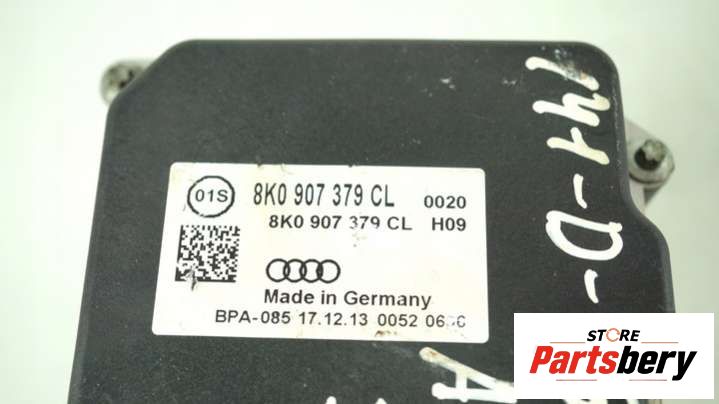 01S 8K0 907 379 CL 0020
8K0 907 379 CL H09
Made in Germany
BPA-085 17.12.13 0052
STORE
Partsbery